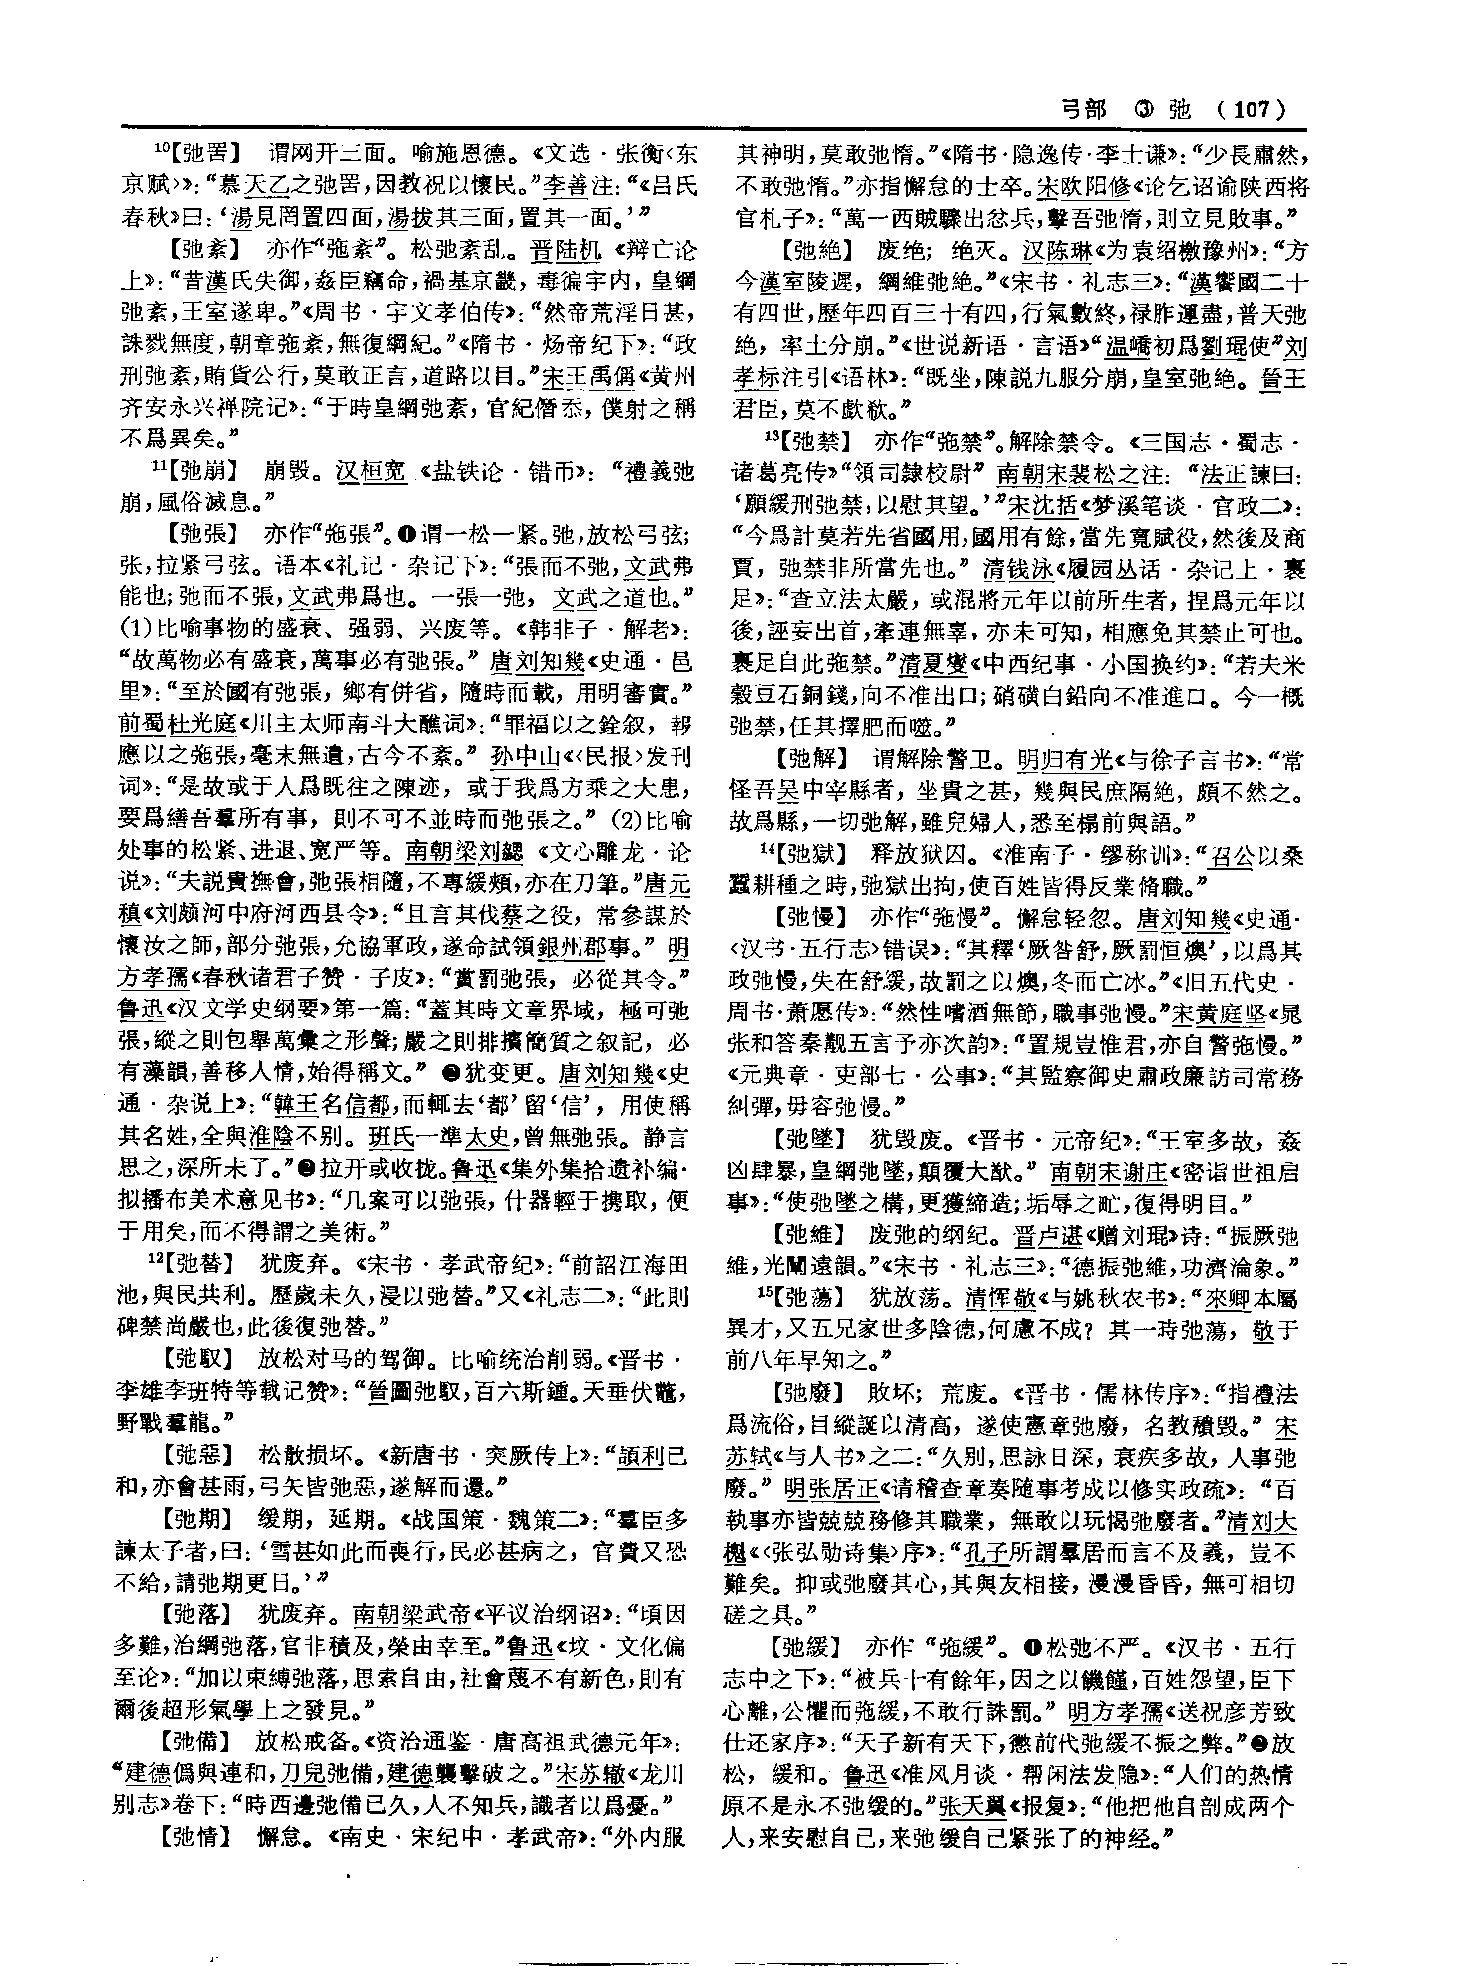 弓部 ③ 弛 （107）
10【弛罟】 谓网开三面。喻施恩德。《文选·张衡〈东
京赋〉》：“慕天乙之弛罟，因教祝以懷民。”李善注：“《吕氏
春秋》曰：‘湯見罔置四面，湯拔其三面，置其一面。’”
【弛紊】 亦作“弛紊”。松弛紊乱。晋陆机《辩亡论
上》：“昔漢氏失御，姦臣竊命，禍基京畿，毒徧宇内，皇綱
弛紊，王室遂卑。”《周书·宇文孝伯传》：“然帝荒淫日甚，
誅戮無度，朝章弛紊，無復綱紀。”《隋书·炀帝纪下》：“政
刑弛紊，賄貨公行，莫敢正言，道路以目。”宋王禹偁《黄州
齐安永兴禅院记》：“于時皇綱弛紊，官紀僭忝，僕射之稱
不爲異矣。”
11【弛崩】 崩毁。汉桓宽《盐铁论·错币》：“禮義弛
崩，風俗滅息。”
【弛張】 亦作“弛張”。❶谓一松一紧。弛，放松弓弦；
张，拉紧弓弦。语本《礼记·杂记下》：“張而不弛，文武弗
能也；弛而不張，文武弗爲也。一張一弛，文武之道也。”
(1)比喻事物的盛衰、强弱、兴废等。《韩非子·解老》：
“故萬物必有盛衰，萬事必有弛張。”唐刘知幾《史通·邑
里》：“至於國有弛張，鄉有併省，隨時而載，用明審實。”
前蜀杜光庭《川主太师南斗大醮词》：“罪福以之銓叙，報
應以之弛張，毫末無遺，古今不紊。”孙中山《〈民报〉发刊
词》：“是故或于人爲既往之陳迹，或于我爲方乘之大患，
要爲繕吾羣所有事，則不可不並時而弛張之。”(2)比喻
处事的松紧、进退、宽严等。南朝梁刘勰《文心雕龙·论
说》：“夫説貴撫會，弛張相隨，不專緩頰，亦在刀筆。”唐元
稹《刘颇河中府河西县令》：“且言其伐蔡之役，常參謀於
懷汝之師，部分弛張，允協軍政，遂命試領銀州郡事。”明
方孝孺《春秋诸君子赞·子皮》：“賞罰弛張，必從其令。”
鲁迅《汉文学史纲要》第一篇：“蓋其時文章界域，極可弛
張，縱之則包舉萬彙之形聲；嚴之則排擯簡質之叙記，必
有藻韻，善移人情，始得稱文。”❷犹变更。唐刘知幾《史
通·杂说上》：“韓王名信都，而輒去‘都’留‘信’，用使稱
其名姓，全與淮陰不别。班氏一準太史，曾無弛張。静言
思之，深所未了。”❷拉开或收拢。鲁迅《集外集拾遗补编·
拟播布美术意见书》：“几案可以弛張，什器輕于携取，便
于用矣，而不得謂之美術。”
12【弛替】 犹废弃。《宋书·孝武帝纪》：“前詔江海田
池，與民共利。歷歲未久，浸以弛替。”又《礼志二》：“此則
碑禁尚嚴也，此後復弛替。”
【弛馭】 放松对马的驾御。比喻统治削弱。《晋书·
李雄李班特等载记赞》：“晉圖弛馭，百六斯鍾。天垂伏鼈，
野戰羣龍。”
【弛惡】 松散损坏。《新唐书·突厥传上》：“頡利已
和，亦會甚雨，弓矢皆弛惡，遂解而還。”
【弛期】 缓期，延期。《战国策·魏策二》：“羣臣多
諫太子者，曰：‘雪甚如此而喪行，民必甚病之，官費又恐
不給，請弛期更日。’”
【弛落】 犹废弃。南朝梁武帝《平议治纲诏》：“頃因
多難，治綱弛落，官非積及，榮由幸至。”鲁迅《坟·文化偏
至论》：“加以束縛弛落，思索自由，社會蔑不有新色，則有
爾後超形氣學上之發見。”
【弛備】 放松戒备。《资治通鉴·唐高祖武德元年》：
“建德僞與連和，刀兒弛備，建德襲擊破之。”宋苏辙《龙川
别志》卷下：“時西邊弛備已久，人不知兵，識者以爲憂。”
【弛惰】 懈怠。《南史·宋纪中·孝武帝》：“外内服
其神明，莫敢弛惰。”《隋书·隐逸传·李士谦》：“少長肅然，
不敢弛惰。”亦指懈怠的士卒。宋欧阳修《论乞诏谕陕西将
官札子》：“萬一西賊驟出忿兵，擊吾弛惰，則立見敗事。”
【弛絶】 废绝；绝灭。汉陈琳《为袁绍檄豫州》：“方
今漢室陵遲，綱維弛絶。”《宋书·礼志三》：“漢饗國二十
有四世，歷年四百三十有四，行氣數終，禄胙運盡，普天弛
絶，率土分崩。”《世说新语·言语》“温嶠初爲劉琨使”刘
孝标注引《语林》：“既坐，陳説九服分崩，皇室弛絶。晉王
君臣，莫不歔欷。”
13【弛禁】 亦作“弛禁”。解除禁令。《三国志·蜀志·
诸葛亮传》“領司隸校尉”南朝宋裴松之注：“法正諫曰：
‘願緩刑弛禁，以慰其望。’”宋沈括《梦溪笔谈·官政二》：
“今爲計莫若先省國用，國用有餘，當先寬賦役，然後及商
賈，弛禁非所當先也。”清钱泳《履园丛话·杂记上·裹
足》：“查立法太嚴，或混將元年以前所生者，捏爲元年以
後，誣妄出首，牽連無辜，亦未可知，相應免其禁止可也。
裹足自此弛禁。”清夏燮《中西纪事·小国换约》：“若夫米
穀豆石銅錢，向不准出口；硝磺白鉛向不准進口。今一概
弛禁，任其擇肥而噬。”
【弛解】 谓解除警卫。明归有光《与徐子言书》：“常
怪吾吴中宰縣者，坐貴之甚，幾與民庶隔絶，頗不然之。
故爲縣，一切弛解，雖兒婦人，悉至榻前與語。”
14【弛獄】 释放狱囚。《淮南子·缪称训》：“召公以桑
蠶耕種之時，弛獄出拘，使百姓皆得反業脩職。”
【弛慢】 亦作“弛慢”。懈怠轻忽。唐刘知幾《史通·
〈汉书·五行志〉错误》：“其釋‘厥咎舒，厥罰恒燠’，以爲其
政弛慢，失在舒緩，故罰之以燠，冬而亡冰。”《旧五代史·
周书·萧愿传》：“然性嗜酒無節，職事弛慢。”宋黄庭坚《晁
张和答秦觏五言予亦次韵》：“置規豈惟君，亦自警弛慢。”
《元典章·吏部七·公事》：“其監察御史肅政廉訪司常務
糾彈，毋容弛慢。”
【弛墜】 犹毁废。《晋书·元帝纪》：“王室多故，姦
凶肆暴，皇綱弛墜，顛覆大猷。”南朝宋谢庄《密诣世祖启
事》：“使弛墜之構，更獲締造；垢辱之甿，復得明目。”
【弛維】 废弛的纲纪。晋卢谌《赠刘琨》诗：“振厥弛
維，光闡遠韻。”《宋书·礼志三》：“德振弛維，功濟淪象。”
15【弛蕩】 犹放荡。清恽敬《与姚秋农书》：“來卿本屬
異才，又五兄家世多陰德，何慮不成？其一時弛蕩，敬于
前八年早知之。”
【弛廢】 敗坏；荒废。《晋书·儒林传序》：“指禮法
爲流俗，目縱誕以清高，遂使憲章弛廢，名教穨毁。”宋
苏轼《与人书》之二：“久别，思詠日深，衰疾多故，人事弛
廢。”明张居正《请稽查章奏随事考成以修实政疏》：“百
執事亦皆兢兢務修其職業，無敢以玩愒弛廢者。”清刘大
櫆《〈张弘勋诗集〉序》：“孔子所謂羣居而言不及義，豈不
難矣。抑或弛廢其心，其與友相接，漫漫昏昏，無可相切
磋之具。”
【弛緩】 亦作“弛緩”。❶松弛不严。《汉书·五行
志中之下》：“被兵十有餘年，因之以饑饉，百姓怨望，臣下
心離，公懼而弛緩，不敢行誅罰。”明方孝孺《送祝彦芳致
仕还家序》：“天子新有天下，懲前代弛緩不振之弊。”❷放
松，缓和。鲁迅《准风月谈·帮闲法发隐》：“人们的热情
原不是永不弛缓的。”张天翼《报复》：“他把他自剖成两个
人，来安慰自己，来弛缓自己紧张了的神经。”